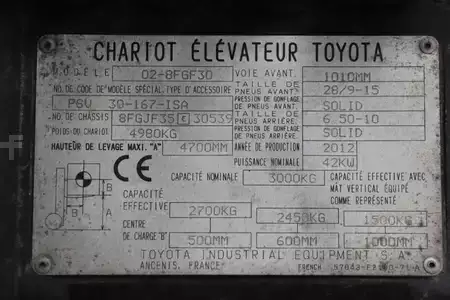 CHARIOT ÉLÉVATEUR TOYOTA
MODÈLE 02-8FGF30 VOIE AVANT. 1010MM
NO. DE CODE DE MODÈLE SPÉCIAL. TYPE D'ACCESSOIRE TAILLE DE PNEUS AVANT. 28/9-15
30-167-ISA PRESSION DE GONFLAGE DE PNEUS AVANT. SOLID
NO. DE CHASSIS 8FGJF35 E 30539 TAILLE DE PNEUS ARRIÈRE. 6.50-10
POIDS.DU CHARIOT 4980KG PRESSION DE GONFLAGE DE PNEUS ARRIÈRE. SOLID
HAUTEUR DE LEVAGE MAXI. "A" 4700MM ANNÉE DE PRODUCTION 2012
PUISSANCE NOMINALE 42KW
CE
CAPACITÉ NOMINALE 3000KG CAPACITÉ EFFECTIVE AVEC MÂT VERTICAL ÉQUIPÉ COMME REPÉSENTÉ
CAPACITÉ EFFECTIVE 2700KG 2450KG 1500KG
CENTRE DE CHARGE"B" 500MM 600MM 1000MM
B
A
TOYOTA INDUSTRIAL EQUIPMENT S.A.
ANCENIS, FRANCE. FRENCH